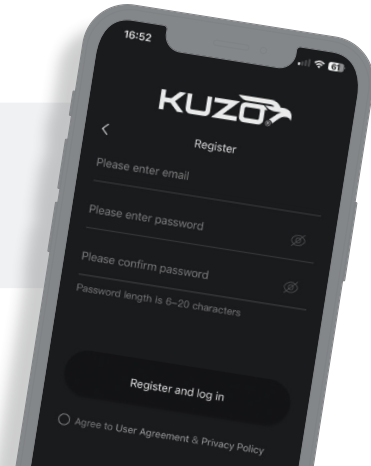 16:52
61
KUZO
Register
Please enter email
Please enter password
Please confirm password
Password length is 6–20 characters
Register and log in
Agree to User Agreement & Privacy Policy